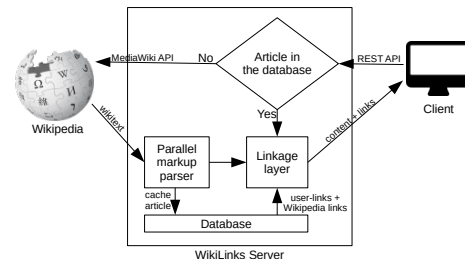 MediaWiki API
No
Article in
the database
REST API
Ω
W
И
Wikipedia
Client
wikitext
Yes
content + links
Parallel
markup
parser
Linkage
layer
cache
article
user-links +
Wikipedia links
Database
WikiLinks Server